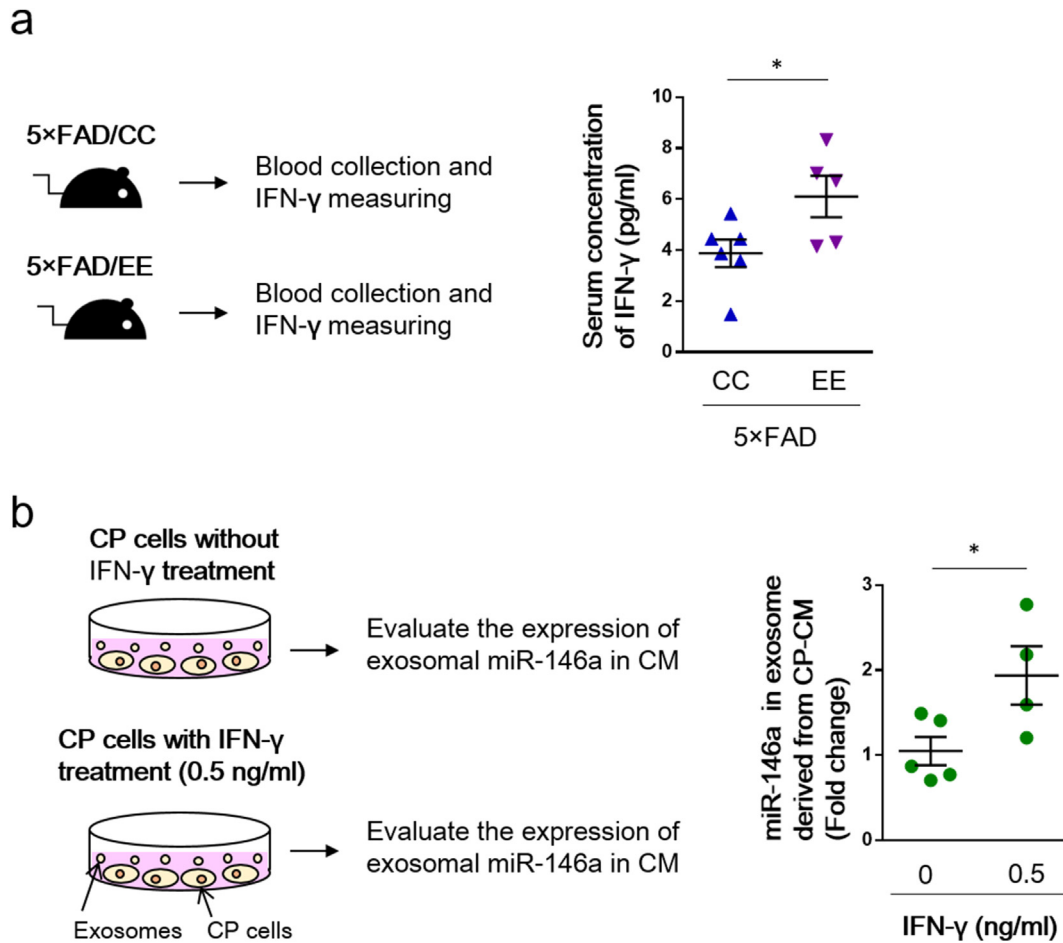 a
5×FAD/CC
Blood collection and
IFN-γ measuring
5×FAD/EE
Blood collection and
IFN-γ measuring
*
Serum concentration
of IFN-γ (pg/ml)
10
8
6
4
2
0
CC EE
5×FAD
b
CP cells without
IFN-γ treatment
Evaluate the expression of
exosomal miR-146a in CM
CP cells with IFN-γ
treatment (0.5 ng/ml)
Evaluate the expression of
exosomal miR-146a in CM
Exosomes CP cells
*
miR-146a in exosome
derived from CP-CM
(Fold change)
3
2
1
0
0 0.5
IFN-γ (ng/ml)